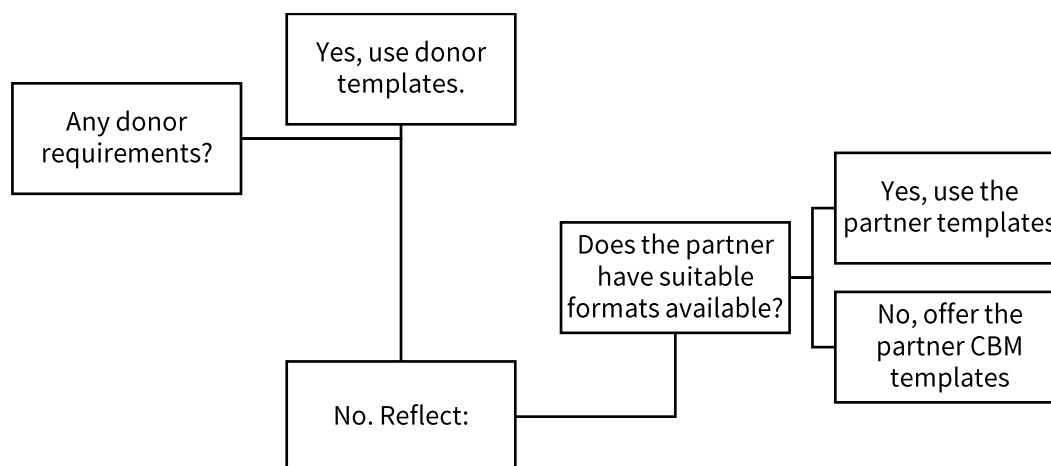 Any donor
requirements?
Yes, use donor
templates.
No. Reflect:
Does the partner
have suitable
formats available?
Yes, use the
partner templates
No, offer the
partner CBM
templates